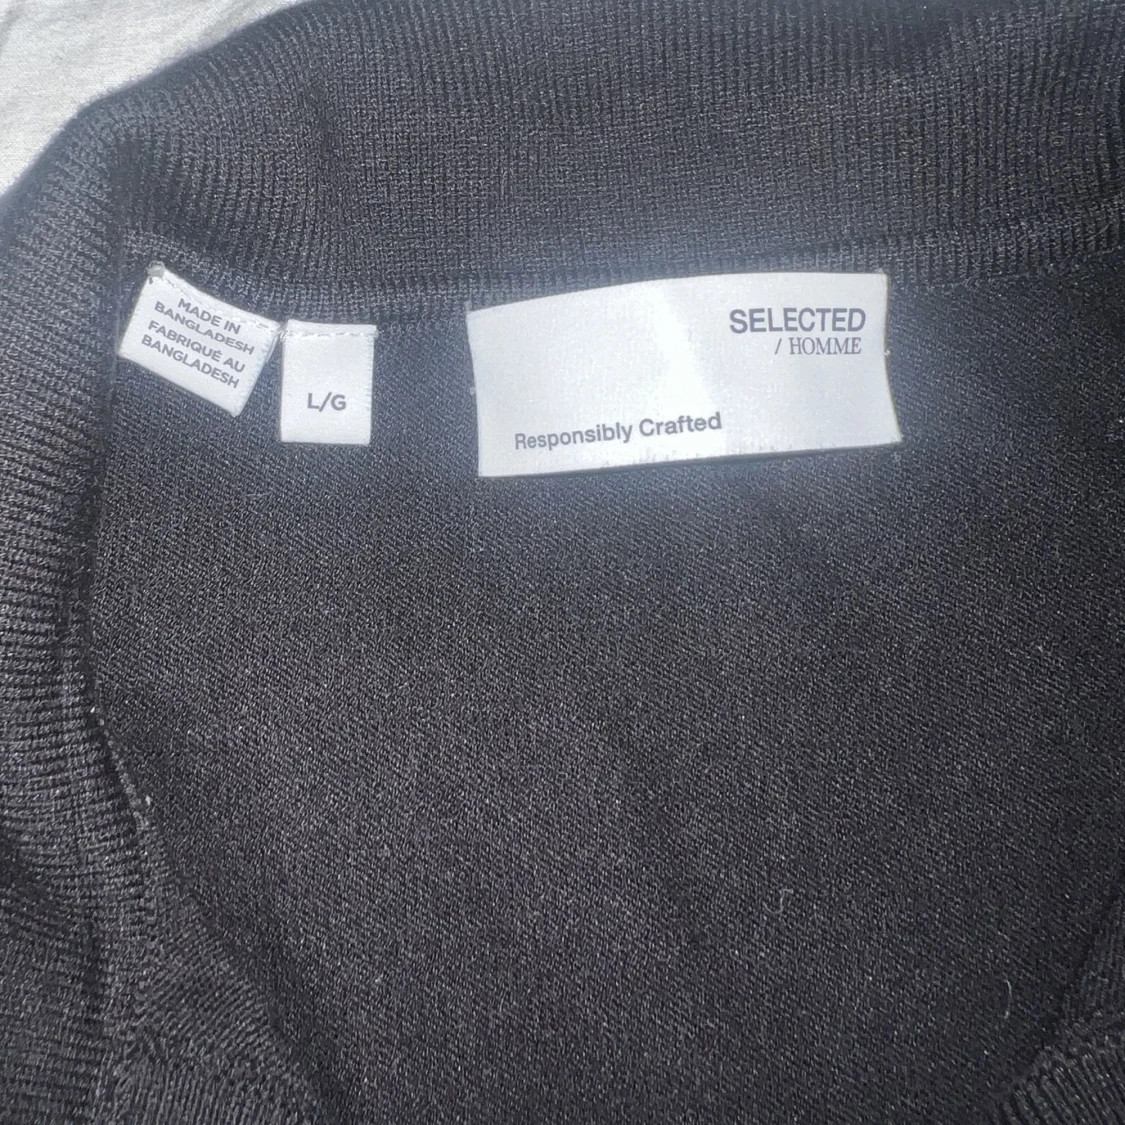 MADE IN
BANGLADESH
FABRIQUÉ AU
BANGLADESH
L/G
SELECTED
/ HOMME
Responsibly Crafted